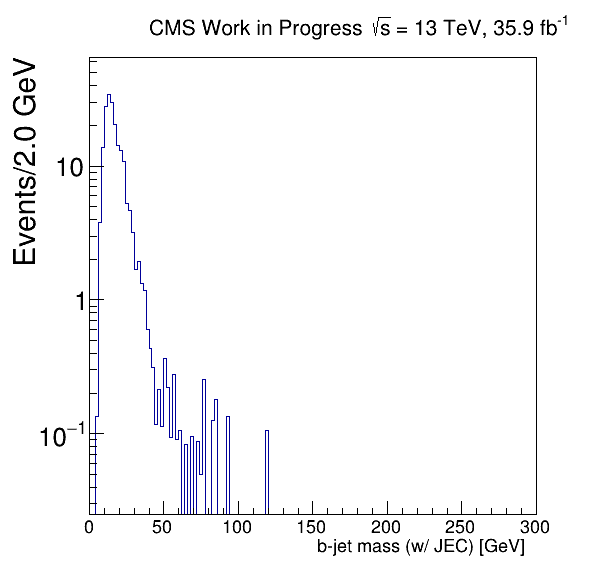 CMS Work in Progress √s = 13 TeV, 35.9 fb⁻¹
Events/2.0 GeV
10
1
10⁻¹
0 50 100 150 200 250 300
b-jet mass (w/ JEC) [GeV]